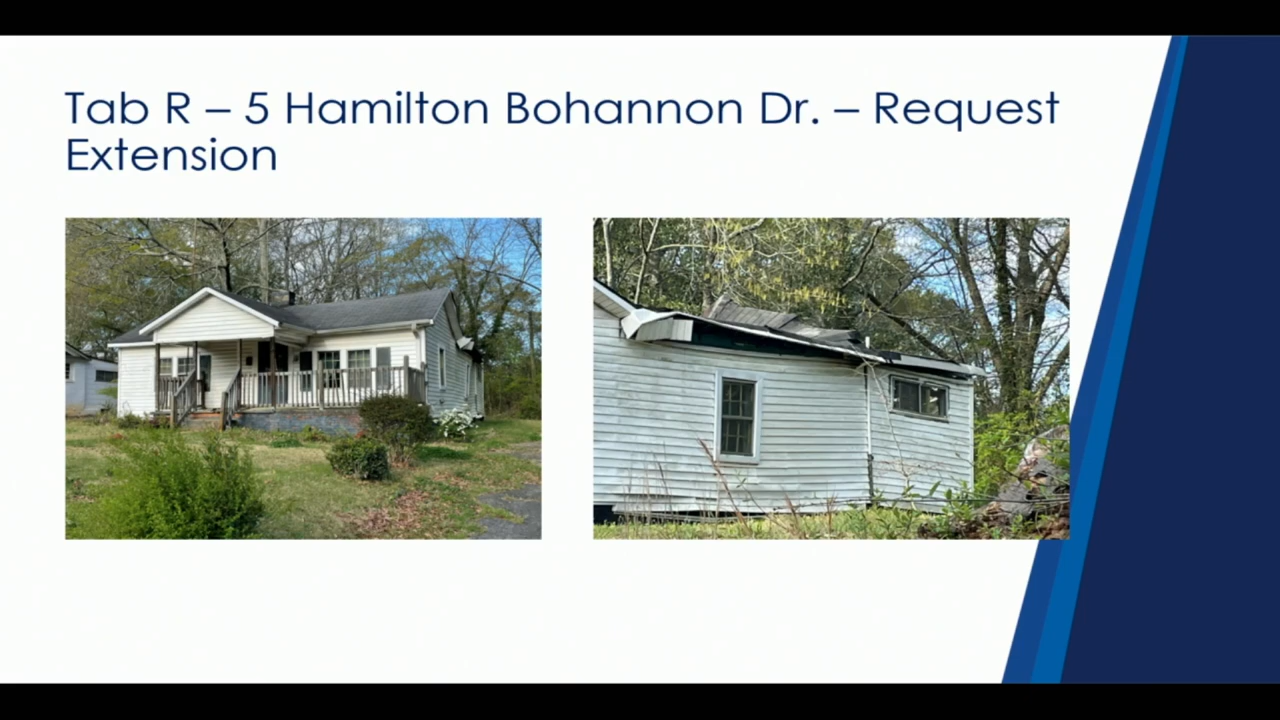 Tab R – 5 Hamilton Bohannon Dr. – Request
Extension